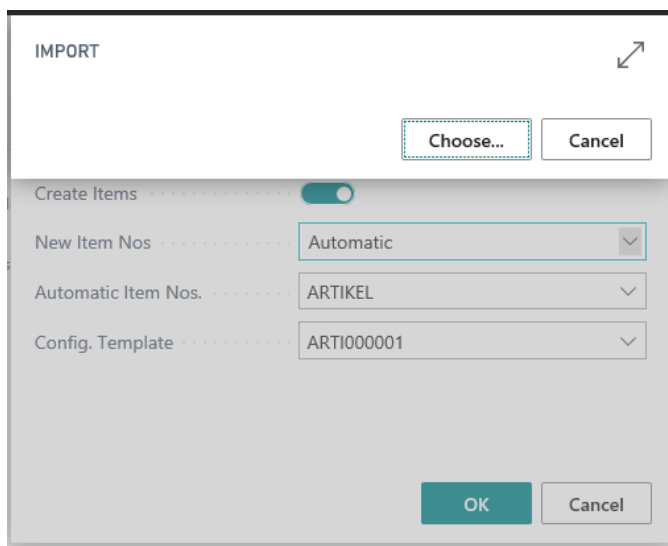 IMPORT
Choose... Cancel
Create Items
New Item Nos Automatic
Automatic Item Nos. ARTIKEL
Config. Template ARTI000001
OK Cancel